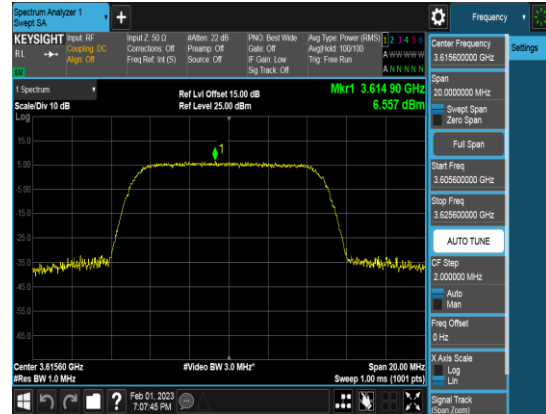 Spectrum Analyzer 1
Swept SA
+
Frequency
KEYSIGHT
Input: RF
Coupling: DC
Align: Off
Input Z: 50 Ω
Corrections: Off
Freq Ref: Int (S)
#Atten: 22 dB
Preamp: Off
Source: Off
PNO: Best Wide
Gate: Off
IF Gain: Low
Sig Track: Off
Avg Type: Power (RMS)
Avg|Hold: 100/100
Trig: Free Run
1 2 3 4 5 6
A W W W W W
A N N N N N
RL
Center Frequency
3.615600000 GHz
Settings
Span
20.0000000 MHz
Swept Span
Zero Span
Full Span
Start Freq
3.605600000 GHz
Stop Freq
3.625600000 GHz
AUTO TUNE
CF Step
2.000000 MHz
Auto
Man
Freq Offset
0 Hz
X Axis Scale
Log
Lin
Signal Track
(Span Zoom)
1 Spectrum
Scale/Div 10 dB
Log
Ref Lvl Offset 15.00 dB
Ref Level 25.00 dBm
Mkr1 3.614 90 GHz
6.557 dBm
15.0
5.00
-5.00
-15.0
-25.0
-35.0
-45.0
-55.0
-65.0
1
Center 3.61560 GHz
#Res BW 1.0 MHz
#Video BW 3.0 MHz*
Span 20.00 MHz
Sweep 1.00 ms (1001 pts)
?
Feb 01, 2023
7:07:45 PM